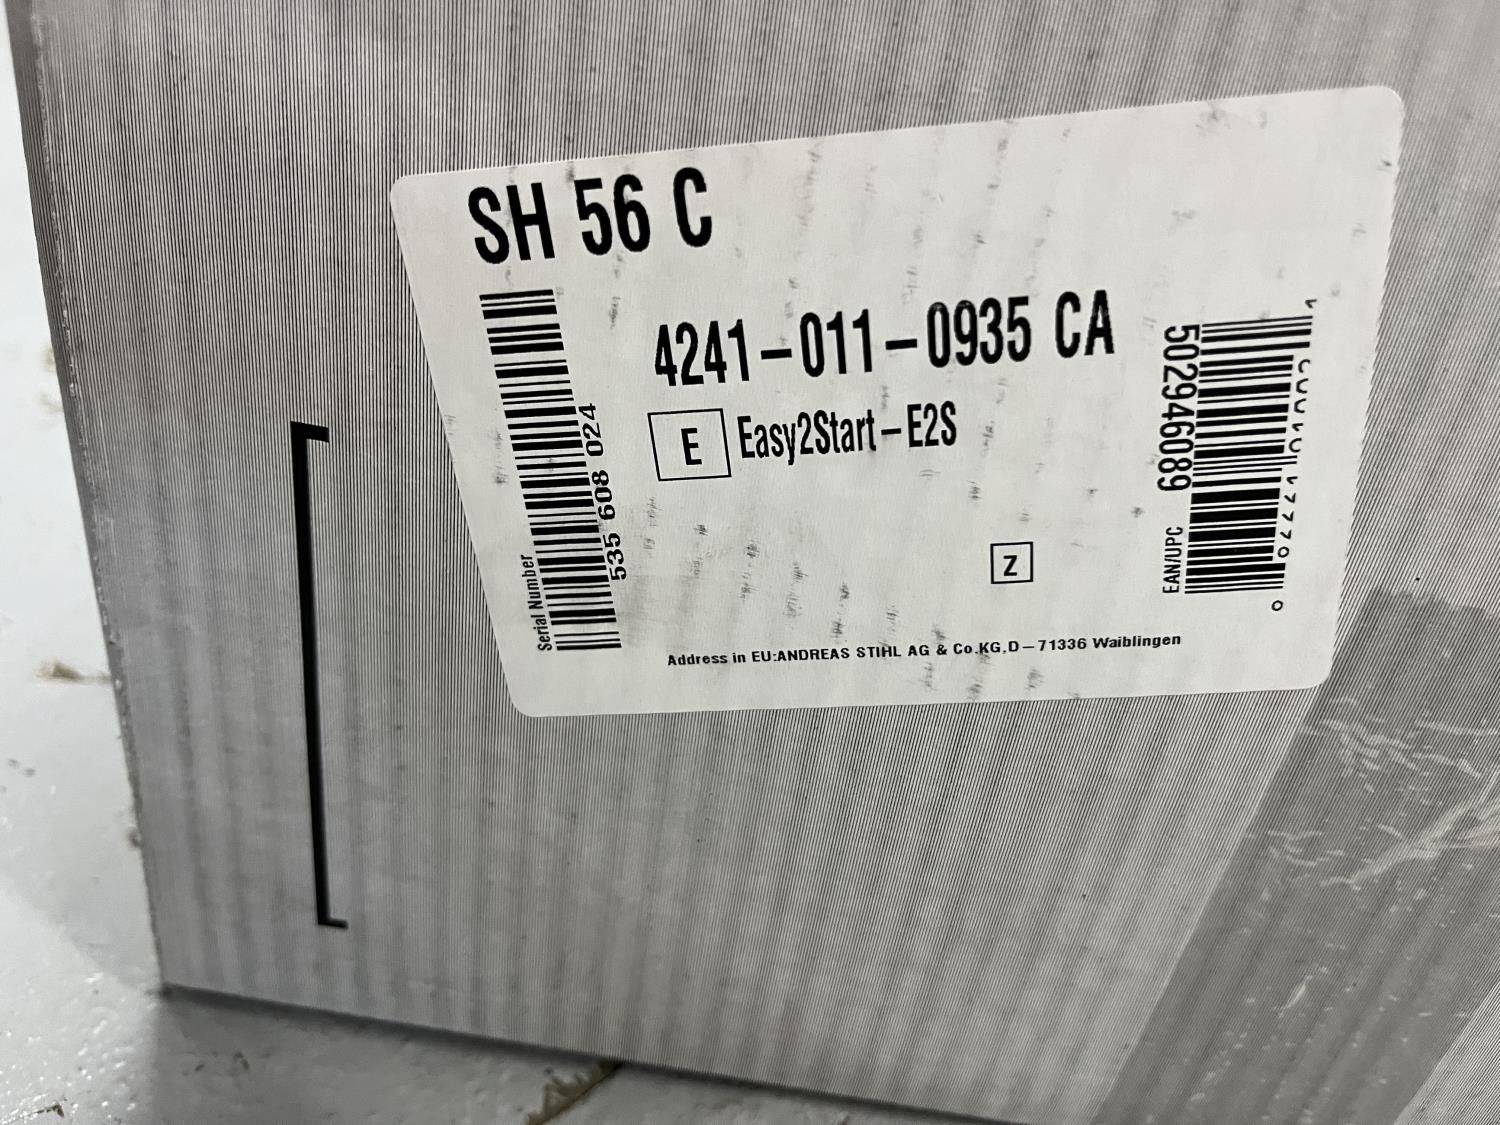 SH 56 C
4241-011-0935 CA
E Easy2Start-E2S
Serial Number
535 608 024
Z
502946089
EAN/UPC
Address in EU:ANDREAS STIHL AG & Co.KG,D-71336 Waiblingen